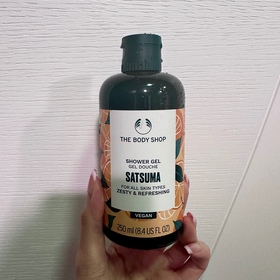 THE BODY SHOP
SHOWER GEL
GEL DOUCHE
SATSUMA
FOR ALL SKIN TYPES
ZESTY & REFRESHING
VEGAN
250 ml (8.4 US FL. OZ)